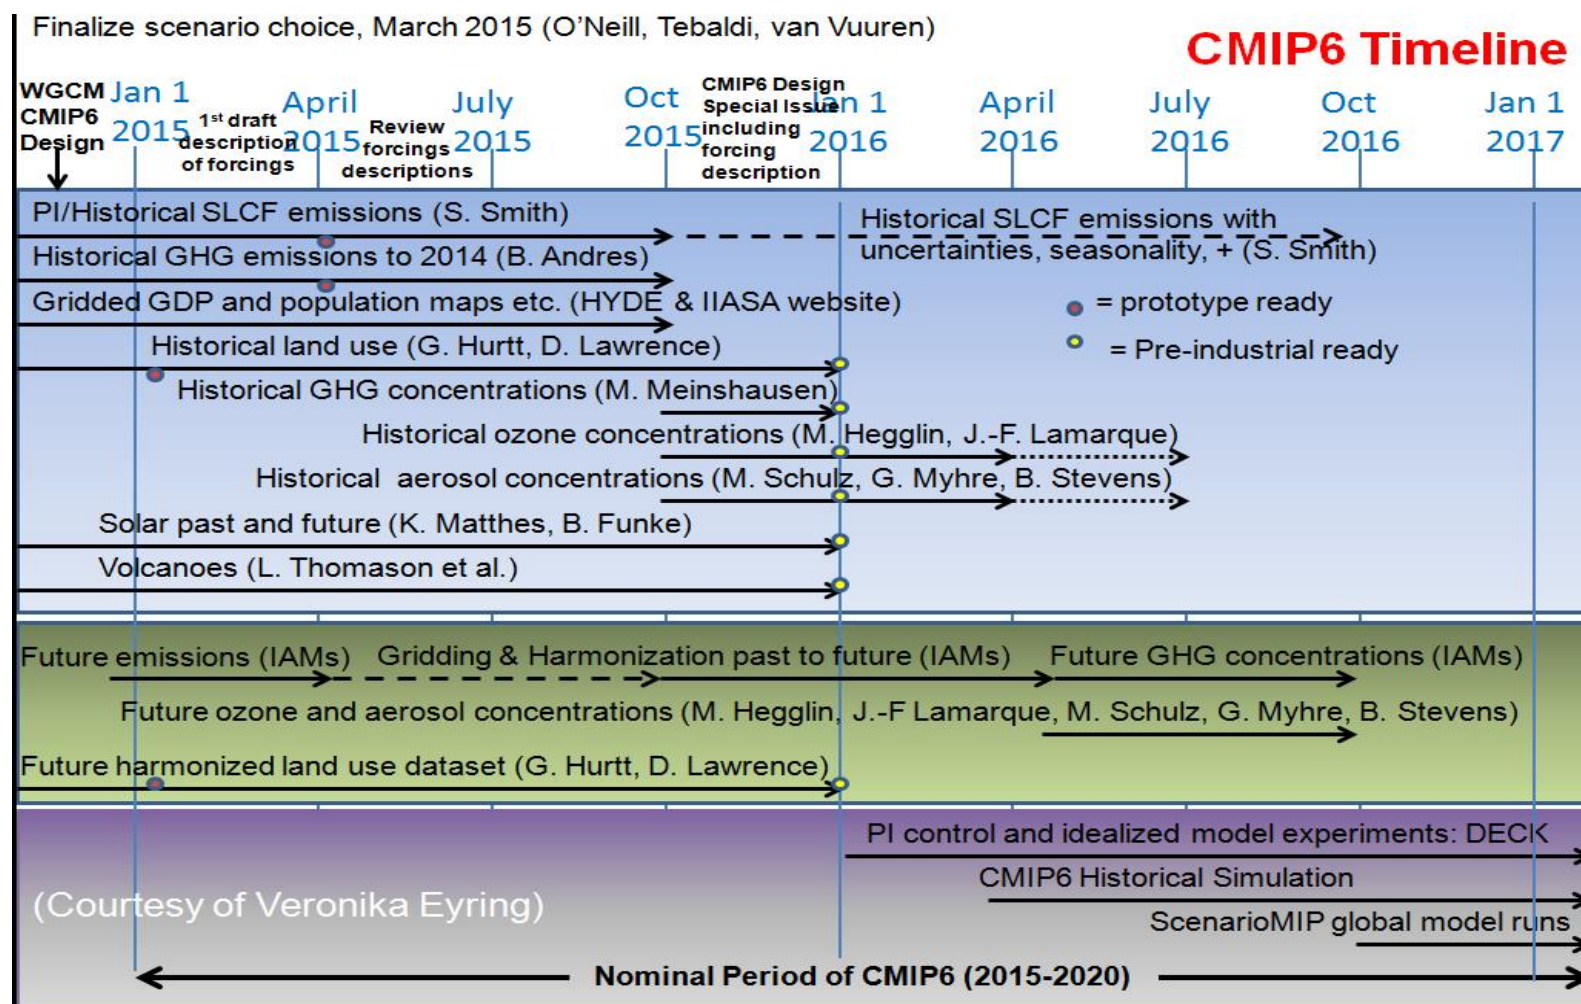 Finalize scenario choice, March 2015 (O'Neill, Tebaldi, van Vuuren)
CMIP6 Timeline
WGCM
CMIP6
Design
Jan 1
2015
1st draft
description
of forcings
April
2015
Review
forcings
descriptions
July
2015
Oct
2015
CMIP6 Design
Special Issue
including
forcing
description
Jan 1
2016
April
2016
July
2016
Oct
2016
Jan 1
2017
PI/Historical SLCF emissions (S. Smith)
Historical SLCF emissions with
uncertainties, seasonality, + (S. Smith)
Historical GHG emissions to 2014 (B. Andres)
Gridded GDP and population maps etc. (HYDE & IIASA website)
= prototype ready
Historical land use (G. Hurtt, D. Lawrence)
= Pre-industrial ready
Historical GHG concentrations (M. Meinshausen)
Historical ozone concentrations (M. Hegglin, J.-F. Lamarque)
Historical aerosol concentrations (M. Schulz, G. Myhre, B. Stevens)
Solar past and future (K. Matthes, B. Funke)
Volcanoes (L. Thomason et al.)
Future emissions (IAMs)
Gridding & Harmonization past to future (IAMs)
Future GHG concentrations (IAMs)
Future ozone and aerosol concentrations (M. Hegglin, J.-F Lamarque, M. Schulz, G. Myhre, B. Stevens)
Future harmonized land use dataset (G. Hurtt, D. Lawrence)
PI control and idealized model experiments: DECK
CMIP6 Historical Simulation
(Courtesy of Veronika Eyring)
ScenarioMIP global model runs
Nominal Period of CMIP6 (2015-2020)